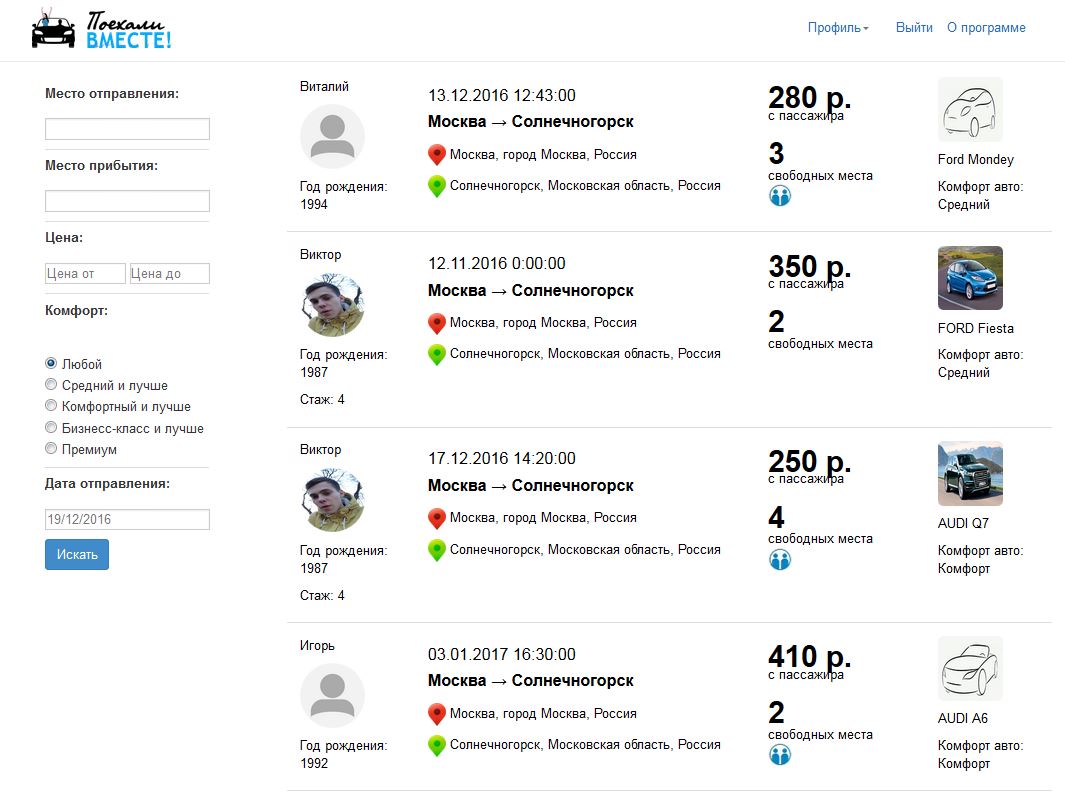 Поехали
ВМЕСТЕ!
Профиль
Выйти
О программе
Место отправления:
Место прибытия:
Цена:
Цена от
Цена до
Комфорт:
Любой
Средний и лучше
Комфортный и лучше
Бизнесс-класс и лучше
Премиум
Дата отправления:
19/12/2016
Искать
Виталий
Год рождения:
1994
13.12.2016 12:43:00
Москва → Солнечногорск
Москва, город Москва, Россия
Солнечногорск, Московская область, Россия
280 р.
с пассажира
3
свободных места
Ford Mondey
Комфорт авто:
Средний
Виктор
Год рождения:
1987
Стаж: 4
12.11.2016 0:00:00
Москва → Солнечногорск
Москва, город Москва, Россия
Солнечногорск, Московская область, Россия
350 р.
с пассажира
2
свободных места
FORD Fiesta
Комфорт авто:
Средний
Виктор
Год рождения:
1987
Стаж: 4
17.12.2016 14:20:00
Москва → Солнечногорск
Москва, город Москва, Россия
Солнечногорск, Московская область, Россия
250 р.
с пассажира
4
свободных места
AUDI Q7
Комфорт авто:
Комфорт
Игорь
Год рождения:
1992
03.01.2017 16:30:00
Москва → Солнечногорск
Москва, город Москва, Россия
Солнечногорск, Московская область, Россия
410 р.
с пассажира
2
свободных места
AUDI A6
Комфорт авто:
Комфорт